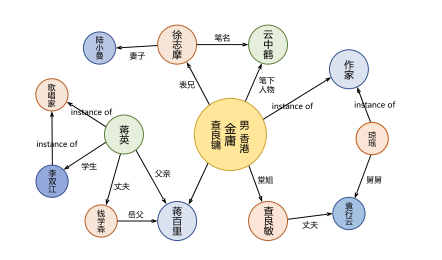 陆小曼
妻子
徐志摩
笔名
云中鹤
作家
表兄
笔下
人物
歌唱家
instance of
instance of
instance of
instance of
蒋英
查良镛
金庸
男
香港
琼瑶
李双江
学生
丈夫
父亲
堂姐
舅舅
钱学森
岳父
蒋百里
查良敏
丈夫
袁行云